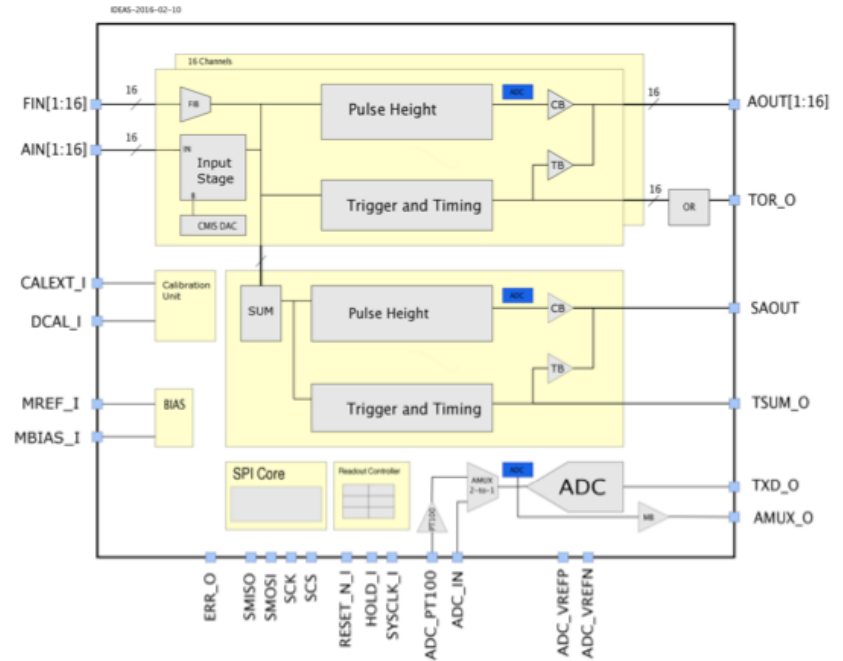 IDEAS-2016-02-10
16 Channels
FIN[1:16]
16
FIB
Pulse Height
ADC
CB
16
AOUT[1:16]
AIN[1:16]
16
IN
Input
Stage
TB
Trigger and Timing
16
OR
TOR_O
CMIS DAC
CALEXT_I
Calibration
Unit
DCAL_I
SUM
Pulse Height
ADC
CB
SAOUT
TB
MREF_I
BIAS
Trigger and Timing
TSUM_O
MBIAS_I
SPI Core
Readout Controller
PT100
AMUX
2-to-1
ADC
ADC
TXD_O
MB
AMUX_O
ERR_O
SMISO
SMOSI
SCK
SCS
RESET_N_I
HOLD_I
SYSCLK_I
ADC_PT100
ADC_IN
ADC_VREFP
ADC_VREFN